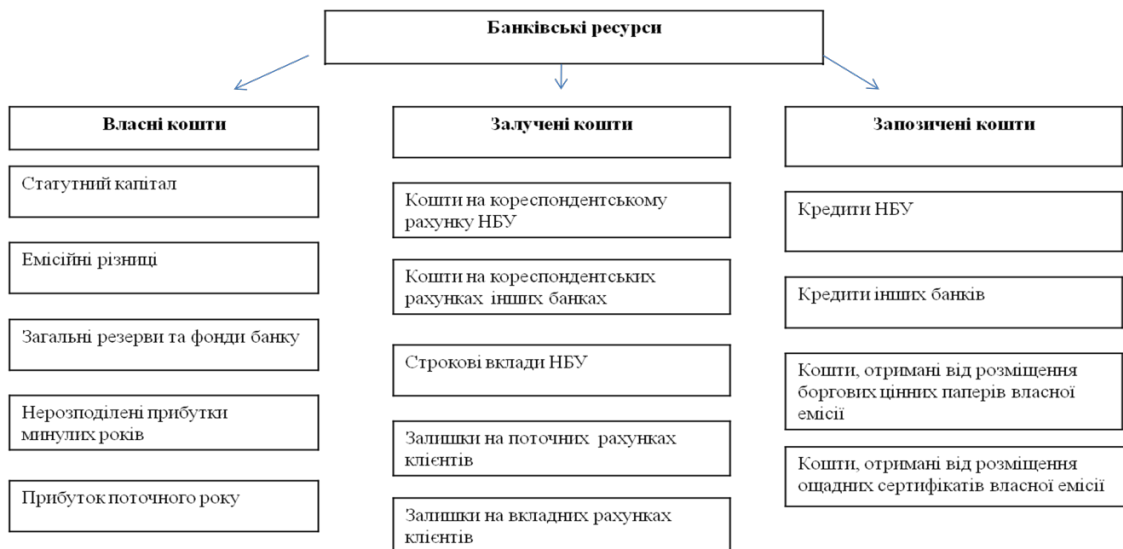 Банківські ресурси
Власні кошти
Статутний капітал
Емісійні різниці
Загальні резерви та фонди банку
Нерозподілені прибутки
минулих років
Прибуток поточного року
Залучені кошти
Кошти на кореспондентському
рахунку НБУ
Кошти на кореспондентських
рахунках інших банках
Строкові вклади НБУ
Залишки на поточних рахунках
клієнтів
Залишки на вкладних рахунках
клієнтів
Запозичені кошти
Кредити НБУ
Кредити інших банків
Кошти, отримані від розміщення
боргових цінних паперів власної
емісії
Кошти, отримані від розміщення
ощадних сертифікатів власної емісії